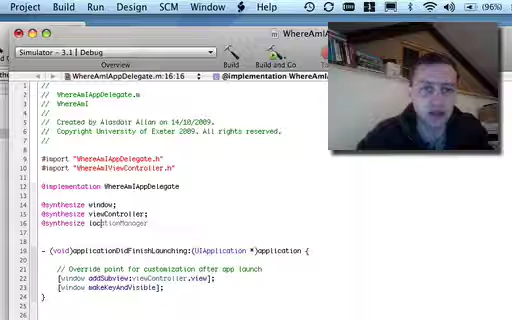 Project Build Run Design SCM Window Help (96%)
WhereAmI
Simulator - 3.1 | Debug
Overview Build Build and Go
WhereAmIAppDelegate.m:16:16 @implementation WhereAmI
1 //
2 // WhereAmIAppDelegate.m
3 // WhereAmI
4 //
5 // Created by Alasdair Allan on 14/10/2009.
6 // Copyright University of Exeter 2009. All rights reserved.
7 //
8
9 #import "WhereAmIAppDelegate.h"
10 #import "WhereAmIViewController.h"
11
12 @implementation WhereAmIAppDelegate
13
14 @synthesize window;
15 @synthesize viewController;
16 @synthesize locationManager
17
18
19 - (void)applicationDidFinishLaunching:(UIApplication *)application {
20
21 // Override point for customization after app launch
22 [window addSubview:viewController.view];
23 [window makeKeyAndVisible];
24 }
25
26